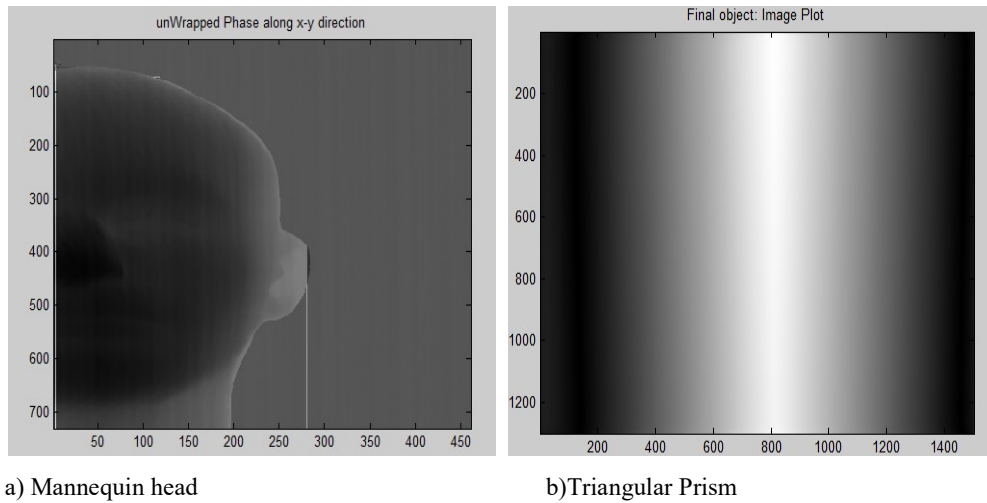 unWrapped Phase along x-y direction
100
200
300
400
500
600
700
50 100 150 200 250 300 350 400 450
Final object: Image Plot
200
400
600
800
1000
1200
200 400 600 800 1000 1200 1400
a) Mannequin head
b)Triangular Prism